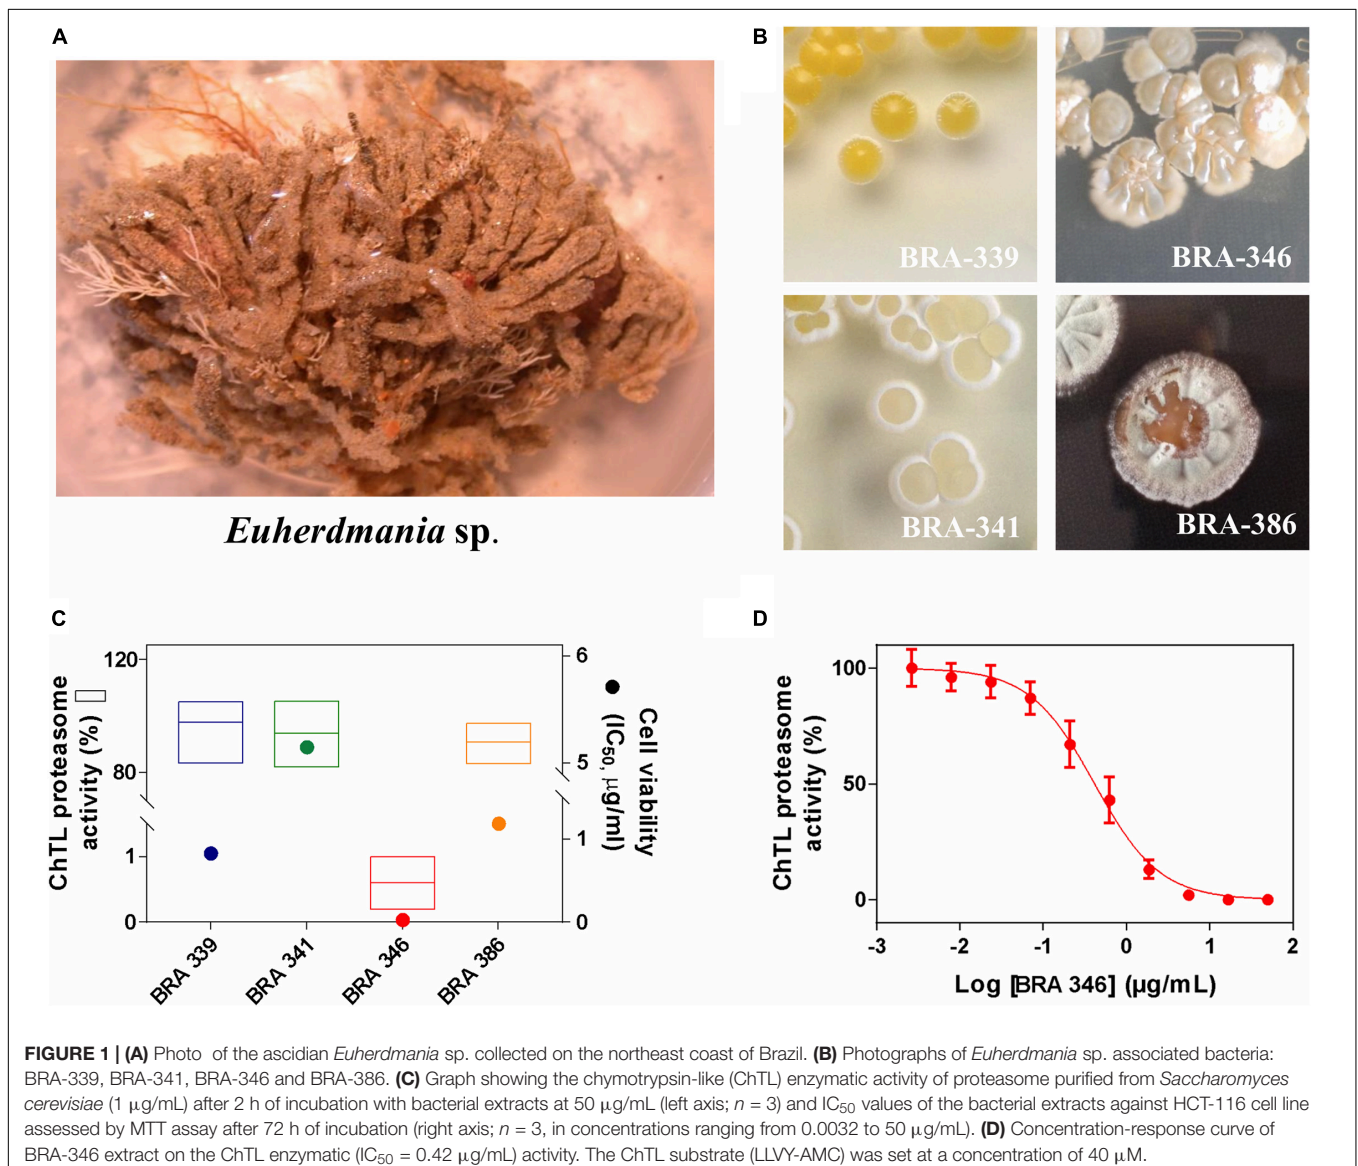 A
Euherdmania sp.
B
BRA-339
BRA-346
BRA-341
BRA-386
C
ChTL proteasome
activity (%)
120
80
1
0
6
5
1
0
Cell viability
(IC50, µg/ml)
BRA 339
BRA 341
BRA 346
BRA 386
D
ChTL proteasome
activity (%)
100
50
0
-3 -2 -1 0 1 2
Log [BRA 346] (µg/mL)
FIGURE 1 | (A) Photo of the ascidian Euherdmania sp. collected on the northeast coast of Brazil. (B) Photographs of Euherdmania sp. associated bacteria:
BRA-339, BRA-341, BRA-346 and BRA-386. (C) Graph showing the chymotrypsin-like (ChTL) enzymatic activity of proteasome purified from Saccharomyces
cerevisiae (1 µg/mL) after 2 h of incubation with bacterial extracts at 50 µg/mL (left axis; n = 3) and IC50 values of the bacterial extracts against HCT-116 cell line
assessed by MTT assay after 72 h of incubation (right axis; n = 3, in concentrations ranging from 0.0032 to 50 µg/mL). (D) Concentration-response curve of
BRA-346 extract on the ChTL enzymatic (IC50 = 0.42 µg/mL) activity. The ChTL substrate (LLVY-AMC) was set at a concentration of 40 µM.